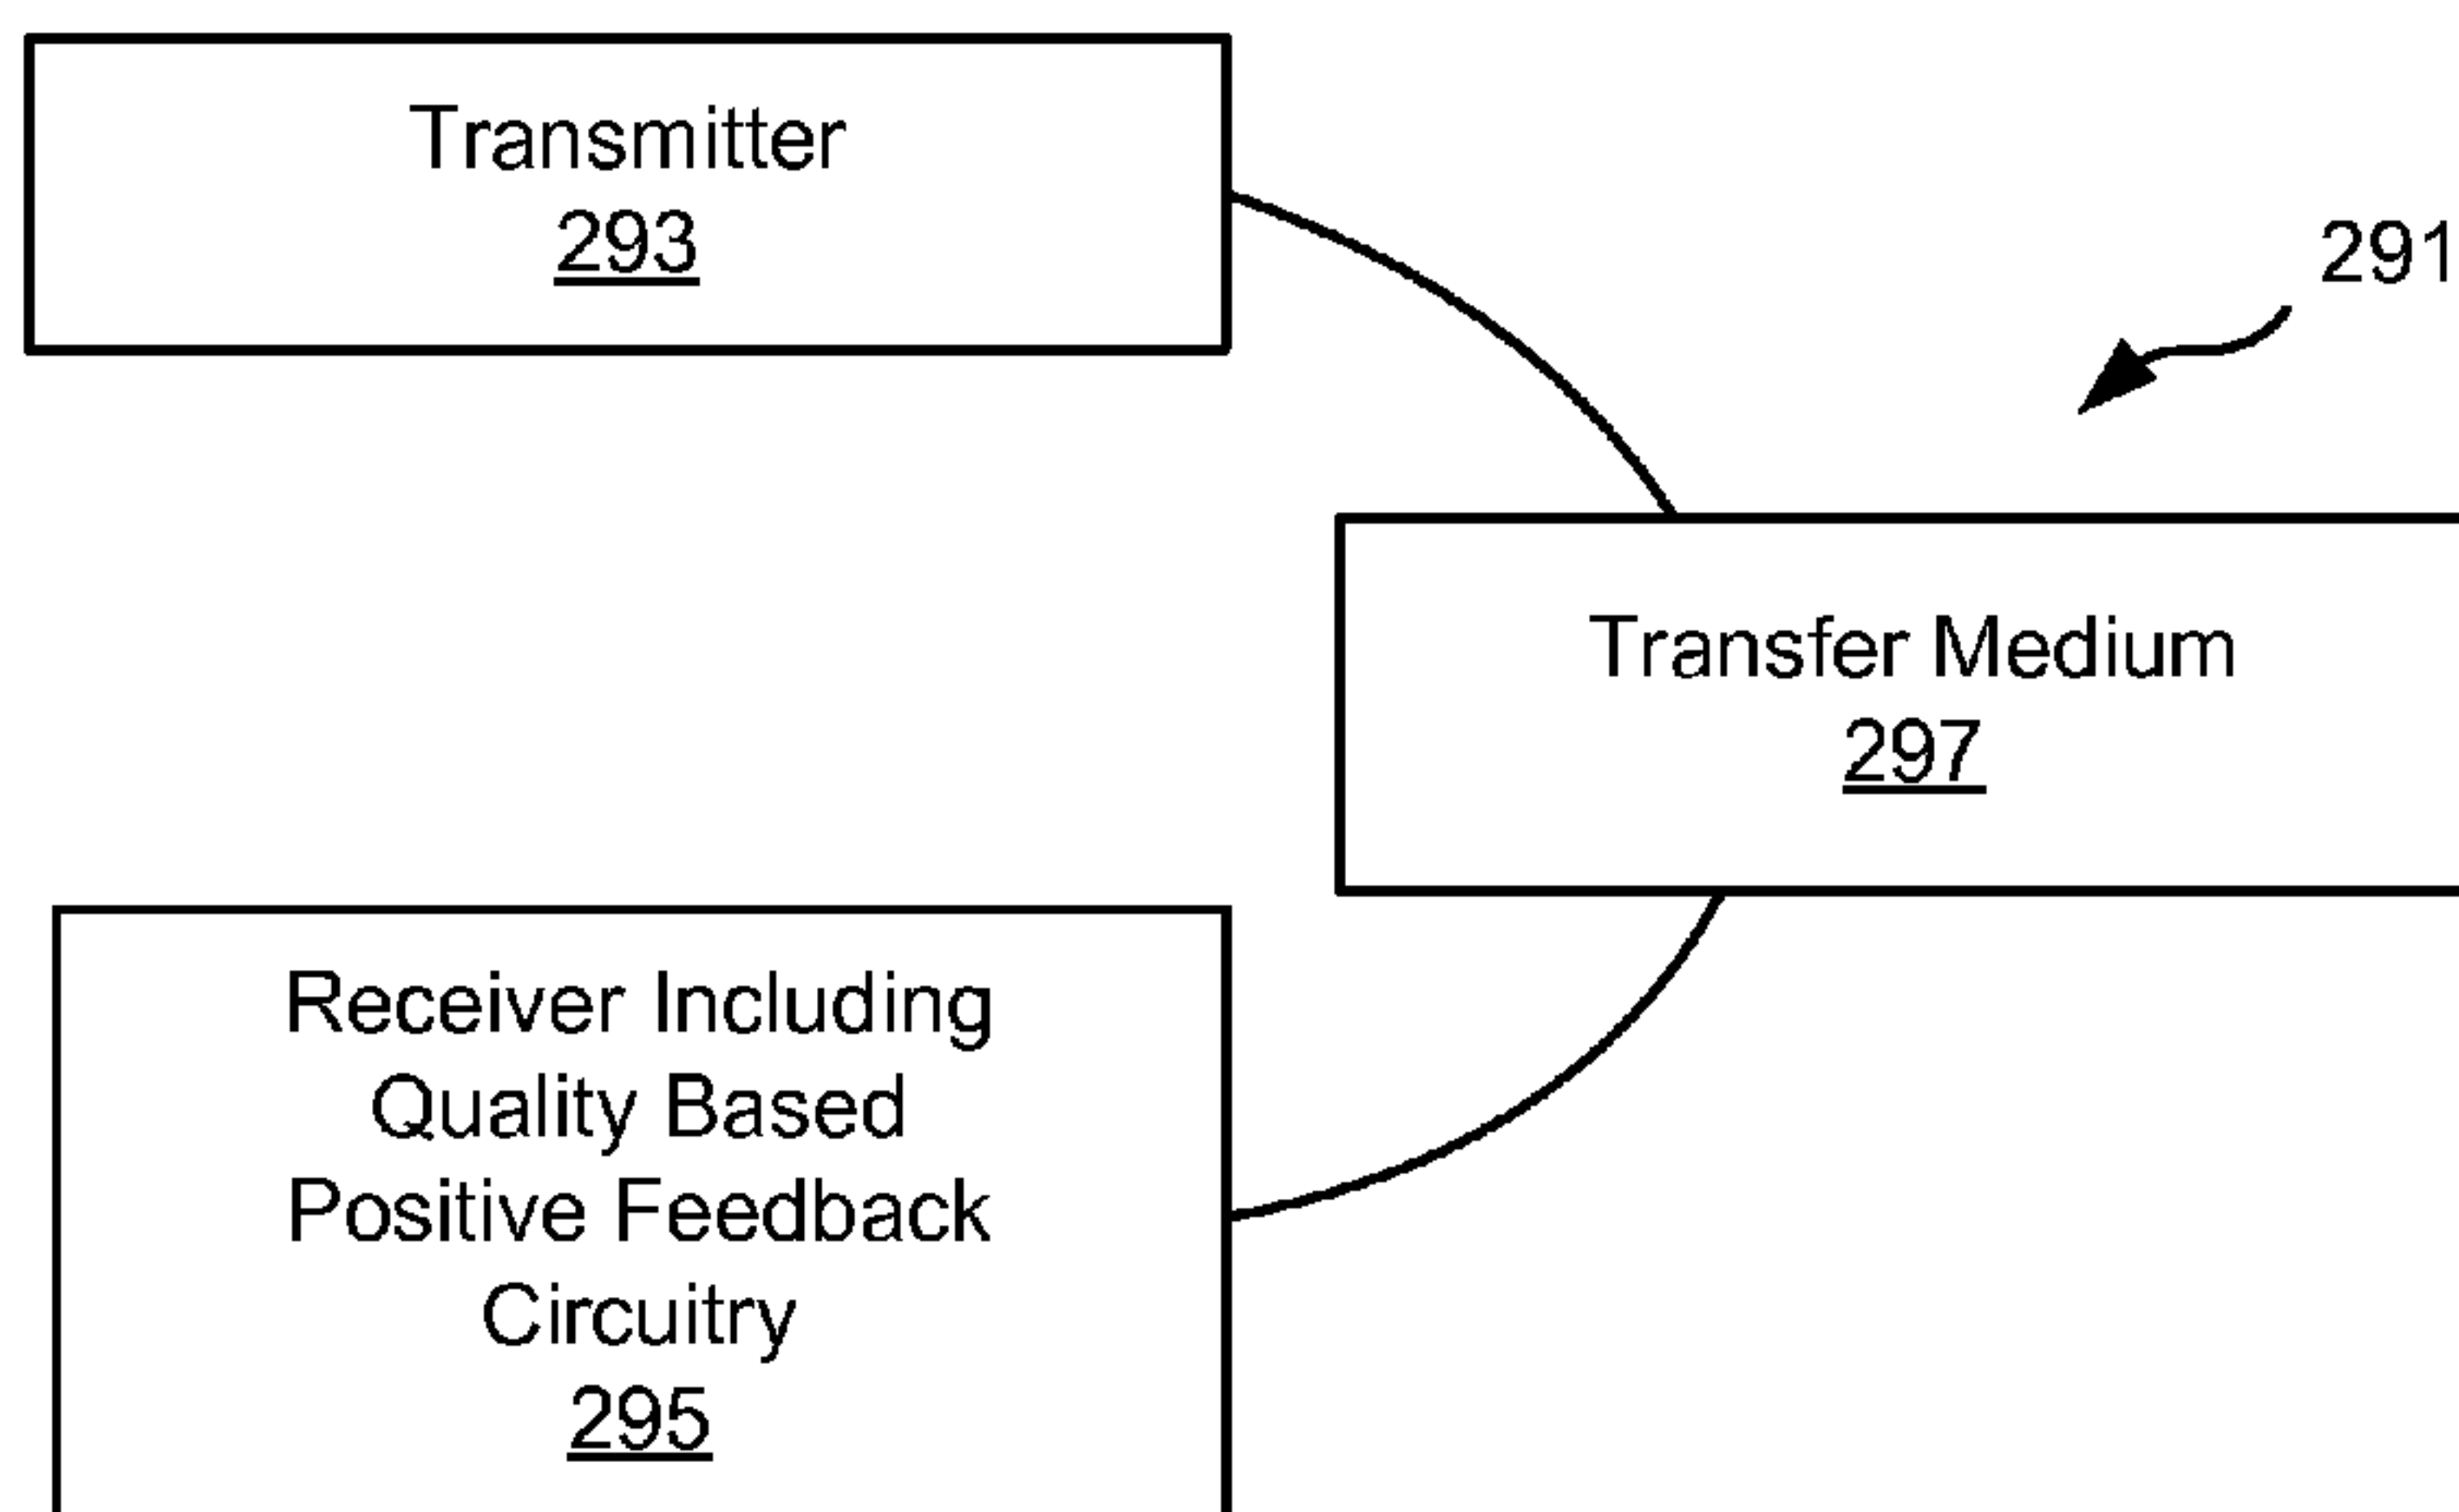 Transmitter
293
291
Transfer Medium
297
Receiver Including
Quality Based
Positive Feedback
Circuitry
295